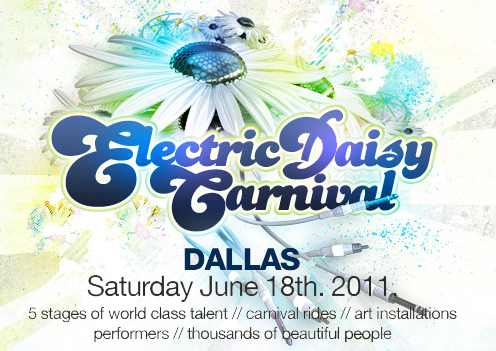 Electric Daisy
Carnival
DALLAS
Saturday June 18th. 2011.
5 stages of world class talent // carnival rides // art installations
performers // thousands of beautiful people